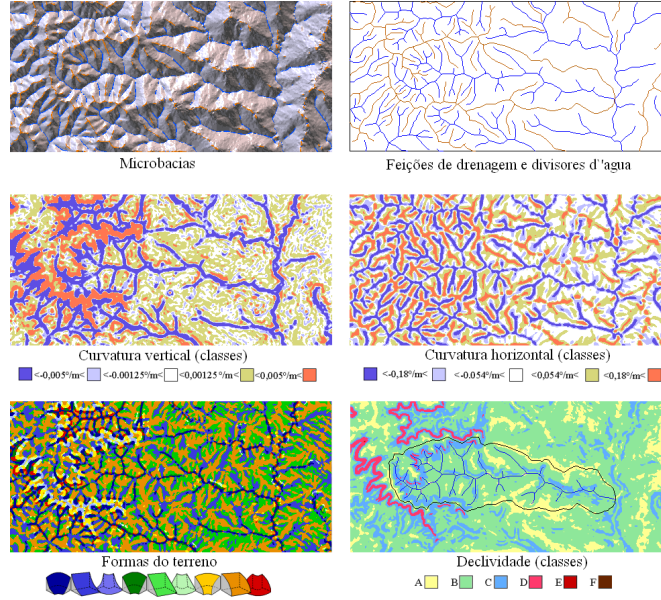 Microbacias
Feições de drenagem e divisores d`'agua
Curvatura vertical (classes)
<-0,005°/m< <-0.00125°/m< <0,00125°/m< <0,005°/m<
Curvatura horizontal (classes)
<-0,18°/m< <-0.054°/m< <0,054°/m< <0,18°/m<
Formas do terreno
Declividade (classes)
A B C D E F